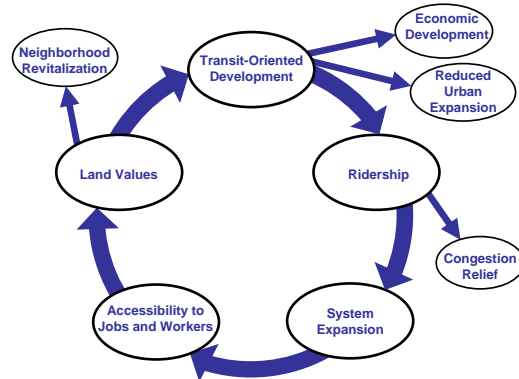 Economic
Development
Neighborhood
Revitalization
Transit-Oriented
Development
Reduced
Urban
Expansion
Land Values
Ridership
Congestion
Relief
Accessibility to
Jobs and Workers
System
Expansion